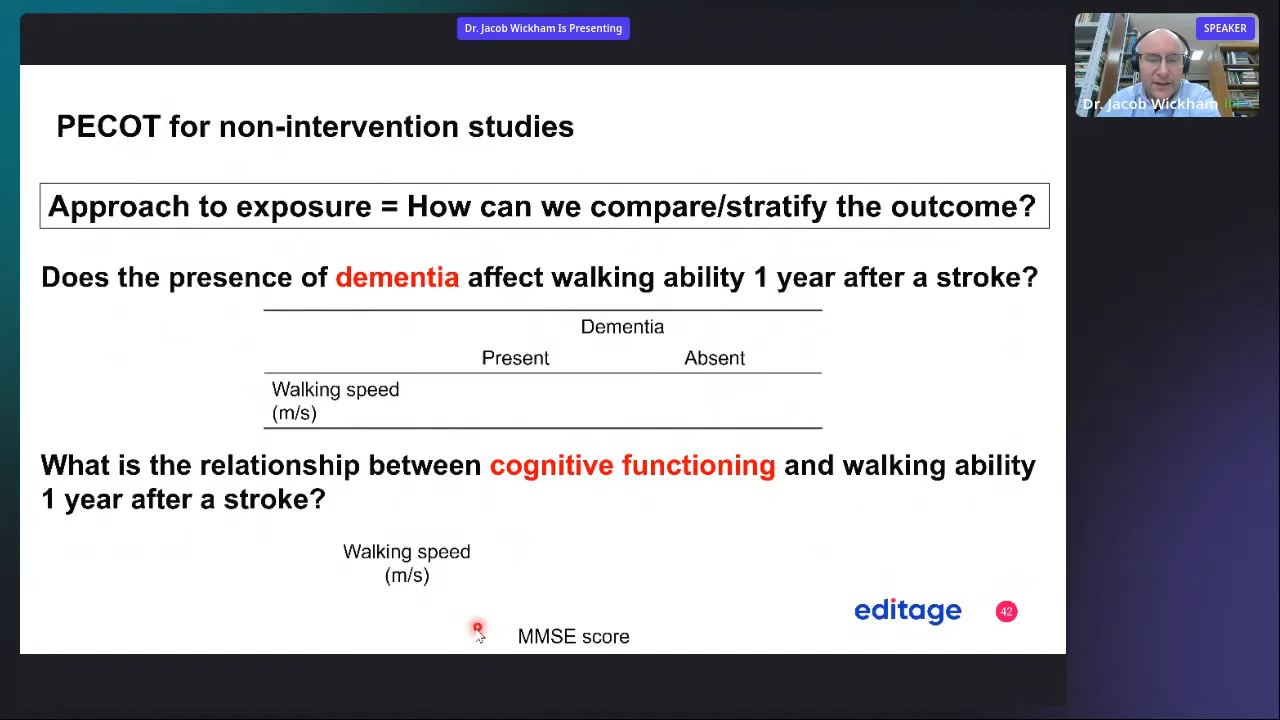 Dr. Jacob Wickham Is Presenting
SPEAKER
Dr. Jacob Wickham
PECOT for non-intervention studies
Approach to exposure = How can we compare/stratify the outcome?
Does the presence of dementia affect walking ability 1 year after a stroke?
Dementia
Present Absent
Walking speed
(m/s)
What is the relationship between cognitive functioning and walking ability
1 year after a stroke?
Walking speed
(m/s)
MMSE score
editage
42